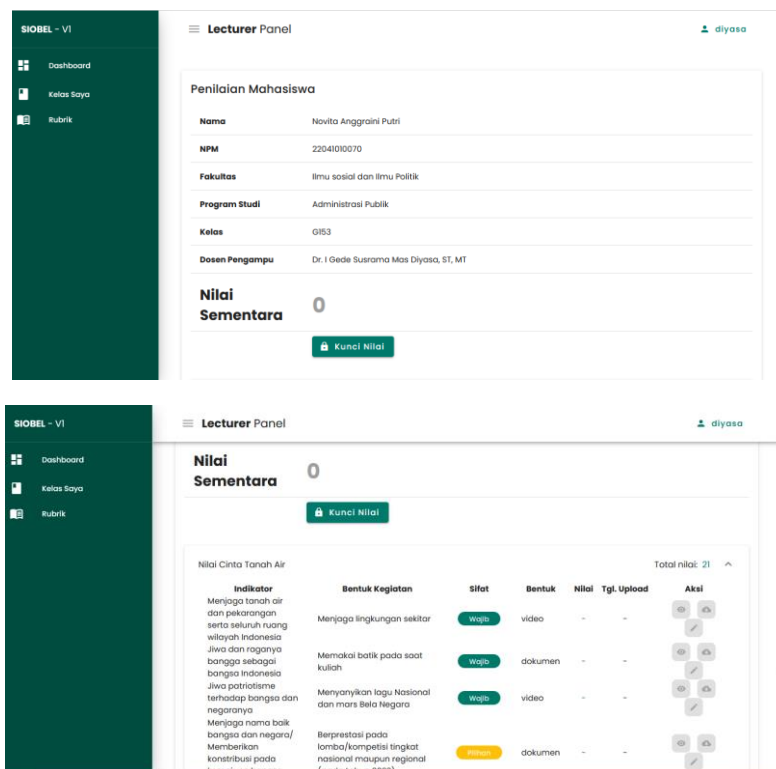 SIOBEL - V1
Lecturer Panel
diyasa
Dashboard
Kelas Saya
Rubrik
Penilaian Mahasiswa
Nama Novita Anggraini Putri
NPM 22041010070
Fakultas Ilmu sosial dan Ilmu Politik
Program Studi Administrasi Publik
Kelas G153
Dosen Pengampu Dr. I Gede Susrama Mas Diyasa, ST, MT
Nilai
Sementara
0
Kunci Nilai
SIOBEL - V1
Lecturer Panel
diyasa
Dashboard
Kelas Saya
Rubrik
Nilai
Sementara
0
Kunci Nilai
Nilai Cinta Tanah Air Total nilai: 21
Indikator Bentuk Kegiatan Sifat Bentuk Nilai Tgl. Upload Aksi
Menjaga tanah air
dan pekarangan
serta seluruh ruang
wilayah Indonesia
Menjaga lingkungan sekitar
Wajib video - -
Jiwa dan raganya
bangga sebagai
bangsa Indonesia
Memakai batik pada saat
kuliah
Wajib dokumen - -
Jiwa patriotisme
terhadap bangsa dan
negaranya
Menyanyikan lagu Nasional
dan mars Bela Negara
Wajib video - -
Menjaga nama baik
bangsa dan negara/
Memberikan
konstribusi pada
Berprestasi pada
lomba/kompetisi tingkat
nasional maupun regional
Pilihan dokumen - -